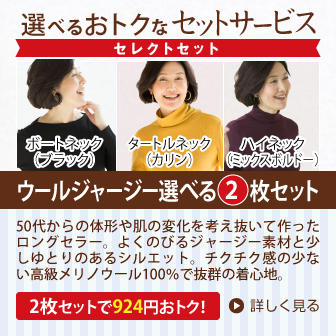 選べるおトクなセットサービス
セレクトセット
ボートネック
(ブラック)
タートルネック
(カリン)
ハイネック
(ミックスボルドー)
ウールジャージー選べる2枚セット
50代からの体形や肌の変化を考え抜いて作った
ロングセラー。よくのびるジャージー素材と少
しゆとりのあるシルエット。チクチク感の少な
い高級メリノウール100%で抜群の着心地。
2枚セットで924円おトク!
詳しく見る